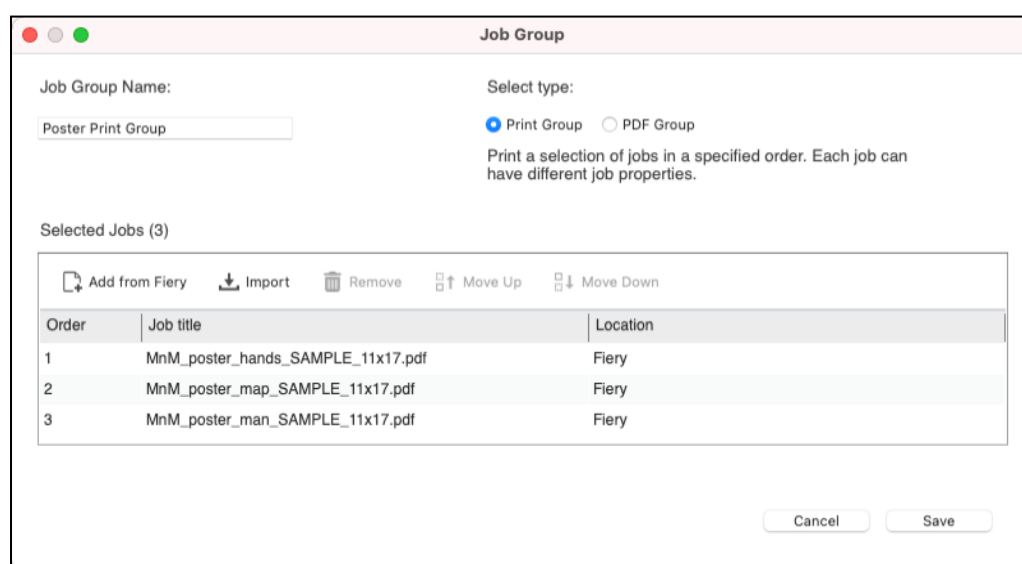 Job Group
Job Group Name:
Poster Print Group
Select type:
Print Group PDF Group
Print a selection of jobs in a specified order. Each job can
have different job properties.
Selected Jobs (3)
Add from Fiery Import Remove Move Up Move Down
Order Job title Location
1 MnM_poster_hands_SAMPLE_11x17.pdf Fiery
2 MnM_poster_map_SAMPLE_11x17.pdf Fiery
3 MnM_poster_man_SAMPLE_11x17.pdf Fiery
Cancel Save